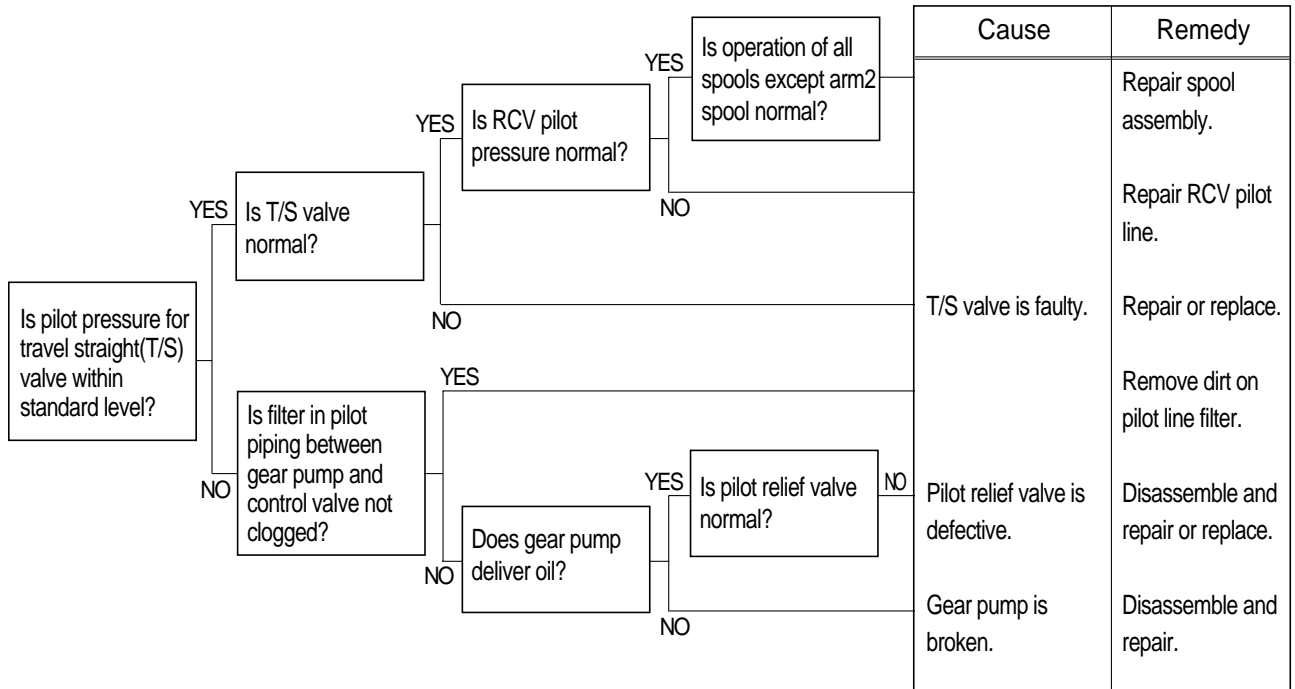 Cause
Remedy
Is operation of all
spools except arm2
spool normal?
YES
Repair spool
assembly.
Is RCV pilot
pressure normal?
YES
NO
Repair RCV pilot
line.
Is T/S valve
normal?
YES
NO
T/S valve is faulty.
Repair or replace.
Is pilot pressure for
travel straight(T/S)
valve within
standard level?
YES
Remove dirt on
pilot line filter.
Is filter in pilot
piping between
gear pump and
control valve not
clogged?
NO
YES
Is pilot relief valve
normal?
NO
Pilot relief valve is
defective.
Disassemble and
repair or replace.
Does gear pump
deliver oil?
NO
NO
Gear pump is
broken.
Disassemble and
repair.